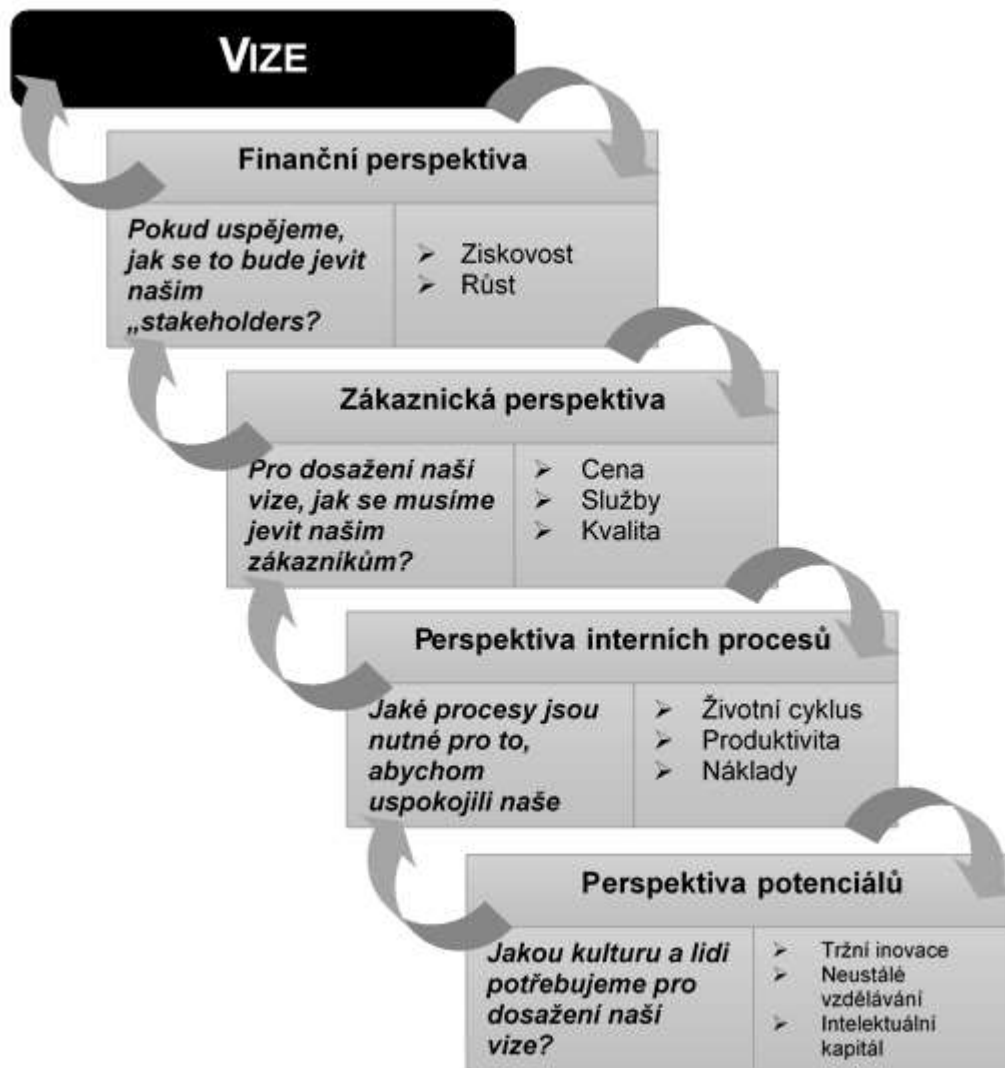 VIZE
Finanční perspektiva
Pokud uspějeme,
jak se to bude jevit
našim
„stakeholders?
➢ Ziskovost
➢ Růst
Zákaznická perspektiva
Pro dosažení naší
vize, jak se musíme
jevit našim
zákazníkům?
➢ Cena
➢ Služby
➢ Kvalita
Perspektiva interních procesů
Jaké procesy jsou
nutné pro to,
abychom
uspokojili naše
➢ Životní cyklus
➢ Produktivita
➢ Náklady
Perspektiva potenciálů
Jakou kulturu a lidi
potřebujeme pro
dosažení naší
vize?
➢ Tržní inovace
➢ Neustálé
vzdělávání
➢ Intelektuální
kapitál